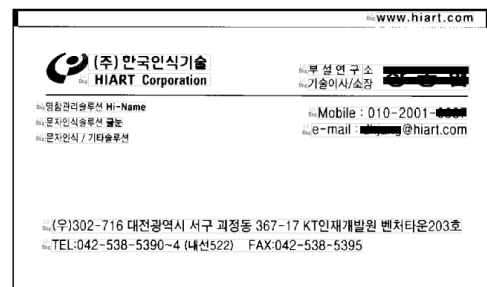 www.hiart.com
(주) 한국인식기술
HIART Corporation
부 설 연 구 소
기술이사/소장
명함관리솔루션 Hi-Name
문자인식솔루션 글눈
문자인식 / 기타솔루션
Mobile : 010-2001-
e-mail : @hiart.com
(우)302-716 대전광역시 서구 괴정동 367-17 KT인재개발원 벤처타운203호
TEL:042-538-5390~4 (내선522) FAX:042-538-5395